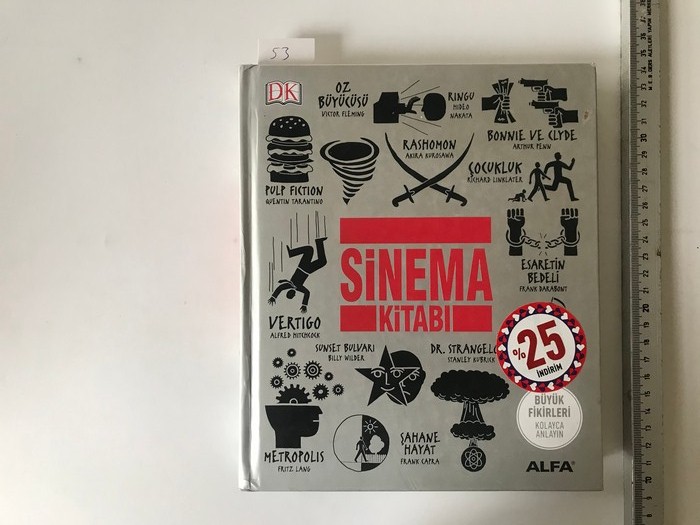 53
DK
OZ
BÜYÜCÜSÜ
VICTOR FLEMING
RINGU
HIDEO
NAKATA
BONNIE VE CLYDE
ARTHUR PENN
RASHOMON
AKIRA KUROSAWA
ÇOCUKLUK
RICHARD LINKLATER
PULP FICTION
QUENTIN TARANTINO
SİNEMA
KİTABI
ESARETİN
BEDELİ
FRANK DARABONT
VERTIGO
ALFRED HITCHCOCK
SUNSET BULVARI
BILLY WILDER
DR. STRANGELO
STANLEY KUBRICK
%25
İNDİRİM
BÜYÜK
FİKİRLERİ
KOLAYCA
ANLAYIN
METROPOLIS
FRITZ LANG
ŞAHANE
HAYAT
FRANK CAPRA
ALFA